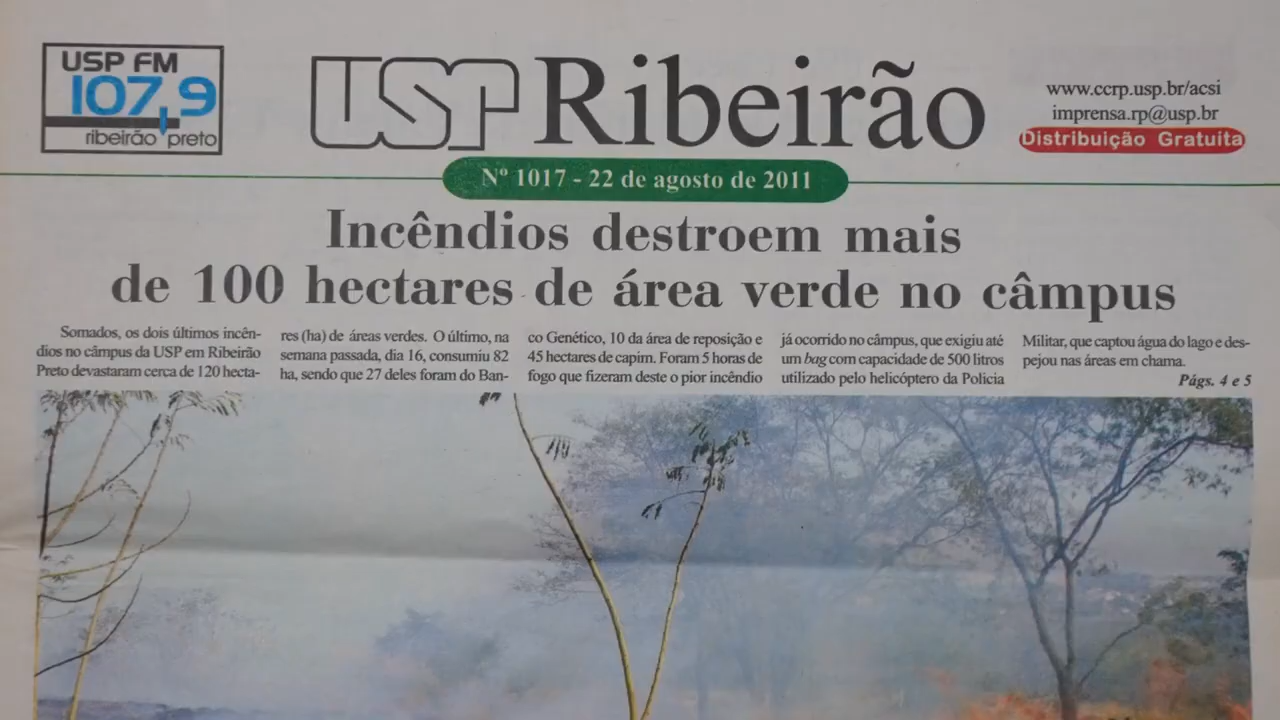 USP FM
107,9
ribeirão preto
USP Ribeirão
www.ccrp.usp.br/acsi
imprensa.rp@usp.br
Distribuição Gratuita
Nº 1017 - 22 de agosto de 2011
Incêndios destroem mais
de 100 hectares de área verde no câmpus
Somados, os dois últimos incên-
dios no câmpus da USP em Ribeirão
Preto devastaram cerca de 120 hecta-
res (ha) de áreas verdes. O último, na
semana passada, dia 16, consumiu 82
ha, sendo que 27 deles foram do Ban-
co Genético, 10 da área de reposição e
45 hectares de capim. Foram 5 horas de
fogo que fizeram deste o pior incêndio
já ocorrido no câmpus, que exigiu até
um bag com capacidade de 500 litros
utilizado pelo helicóptero da Polícia
Militar, que captou água do lago e des-
pejou nas áreas em chama.
Págs. 4 e 5